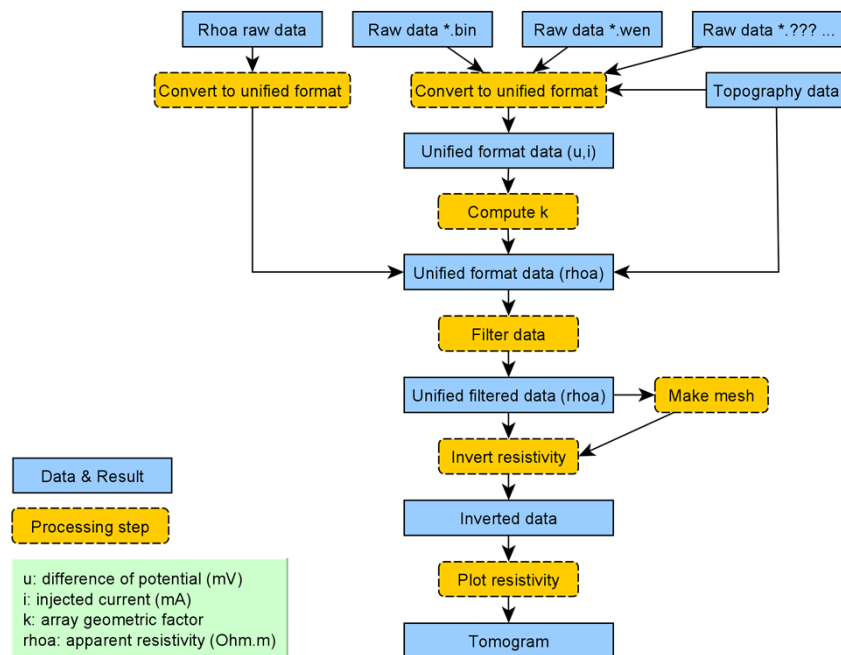 Rhoa raw data
Raw data *.bin
Raw data *.wen
Raw data *.??? ...
Convert to unified format
Convert to unified format
Topography data
Unified format data (u,i)
Compute k
Unified format data (rhoa)
Filter data
Unified filtered data (rhoa)
Make mesh
Invert resistivity
Data & Result
Inverted data
Processing step
Plot resistivity
u: difference of potential (mV)
i: injected current (mA)
k: array geometric factor
rhoa: apparent resistivity (Ohm.m)
Tomogram